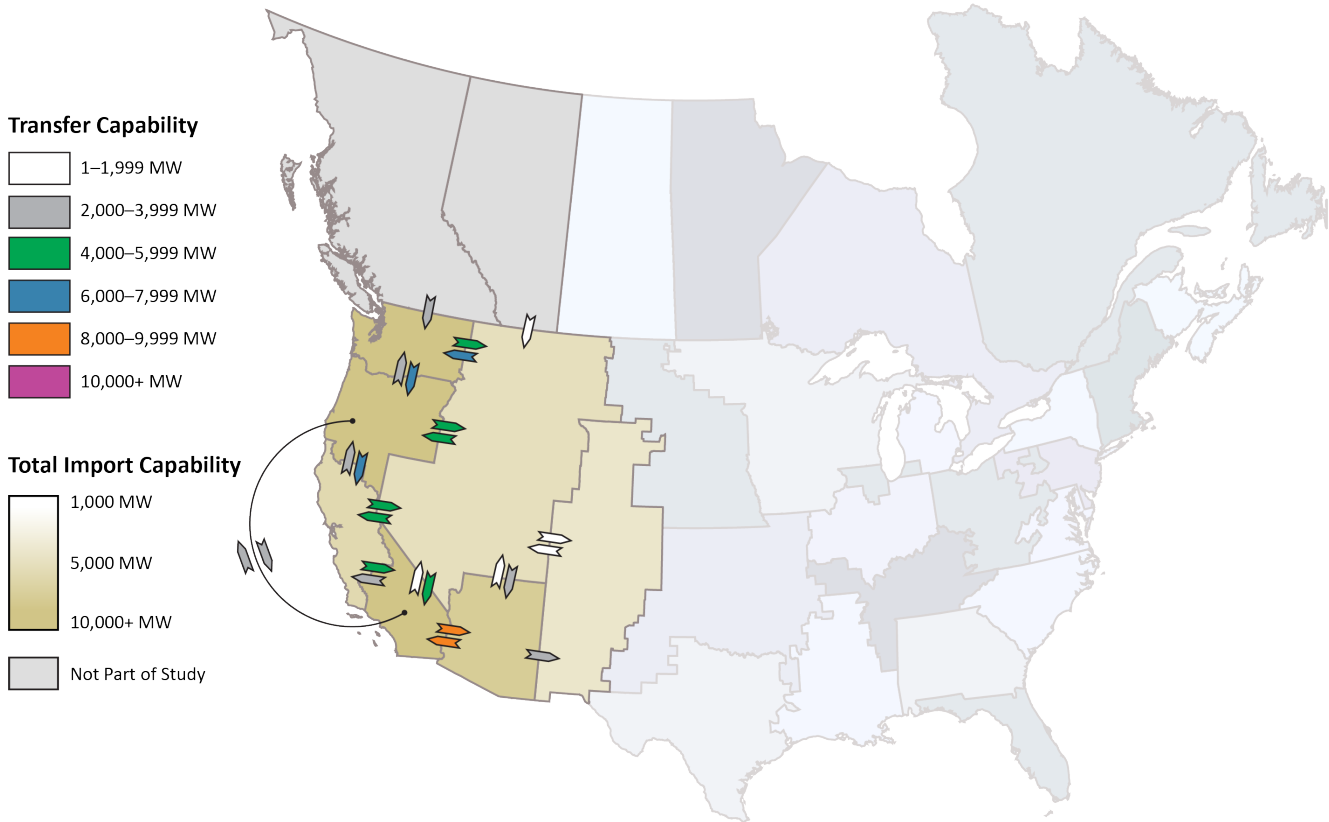 Transfer Capability
1–1,999 MW
2,000–3,999 MW
4,000–5,999 MW
6,000–7,999 MW
8,000–9,999 MW
10,000+ MW
Total Import Capability
1,000 MW
5,000 MW
10,000+ MW
Not Part of Study